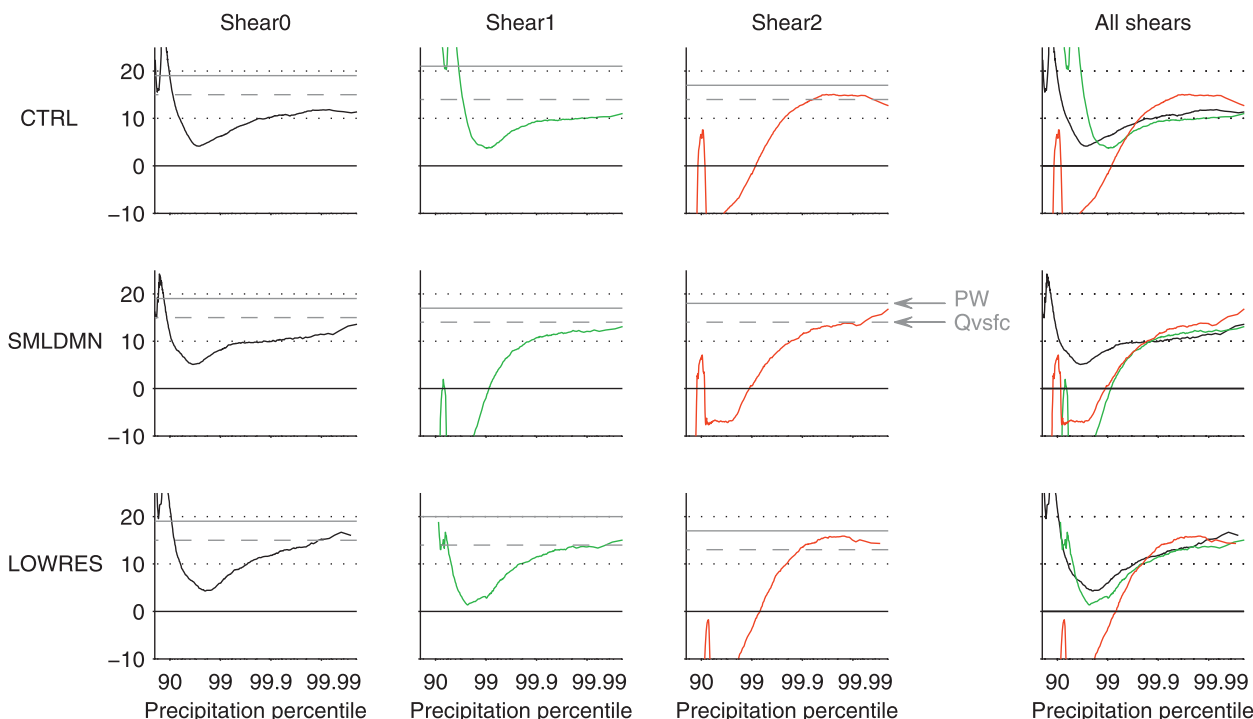 Shear0 Shear1 Shear2 All shears
CTRL
20
10
0
−10
SMLDMN
20
10
0
−10
PW
Qvsfc
LOWRES
20
10
0
−10
90 99 99.9 99.99 90 99 99.9 99.99 90 99 99.9 99.99 90 99 99.9 99.99
Precipitation percentile Precipitation percentile Precipitation percentile Precipitation percentile